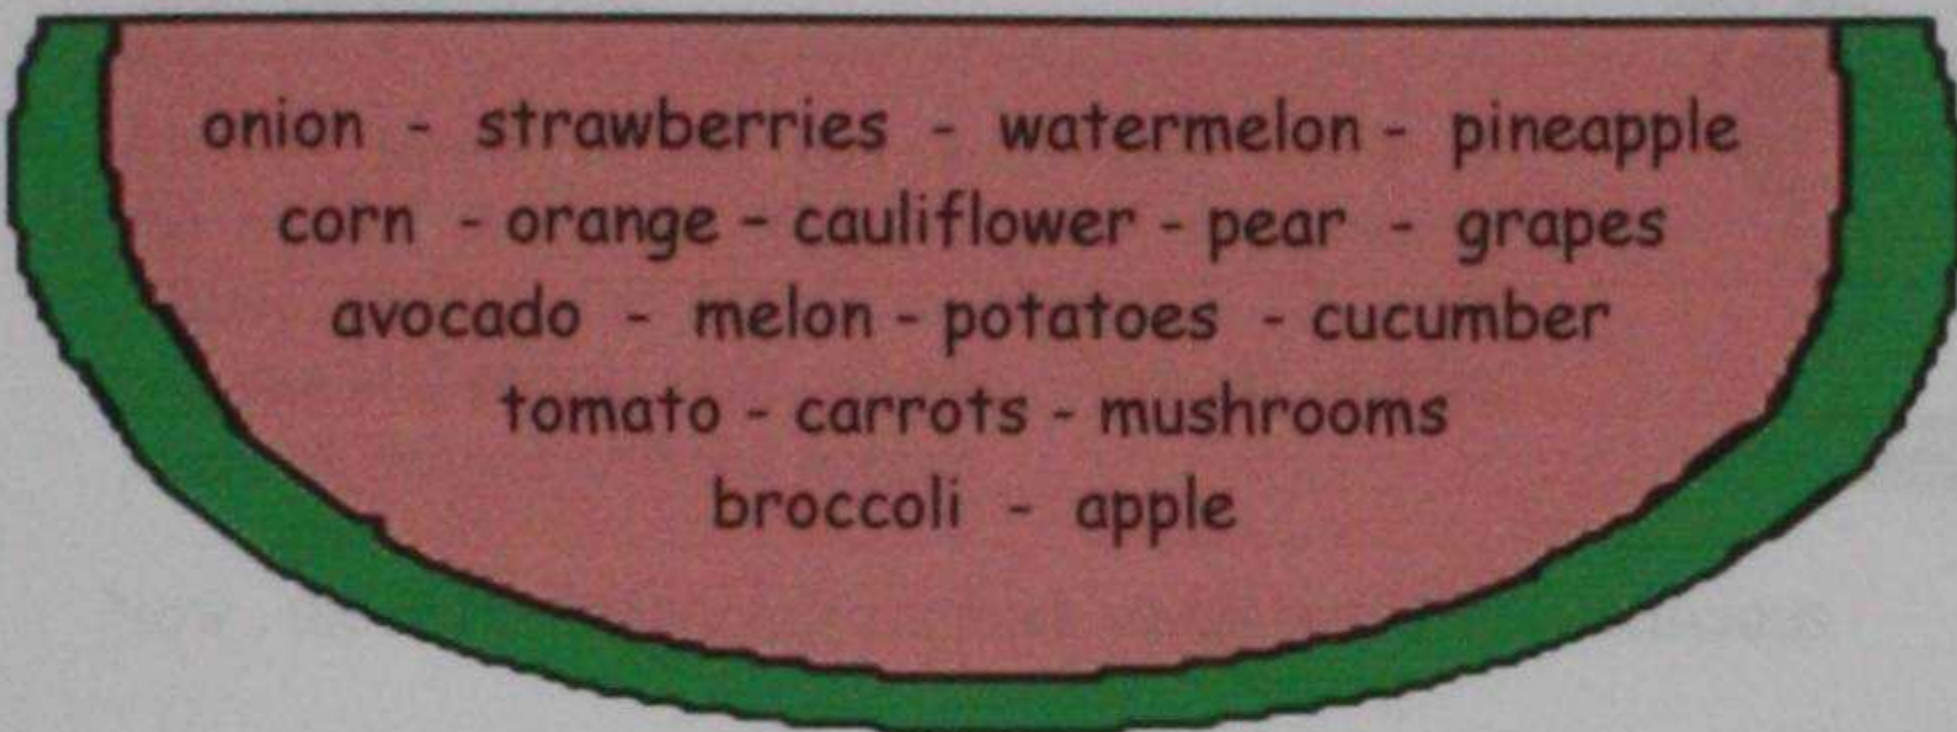 onion - strawberries - watermelon - pineapple
corn - orange - cauliflower - pear - grapes
avocado - melon - potatoes - cucumber
tomato - carrots - mushrooms
broccoli - apple